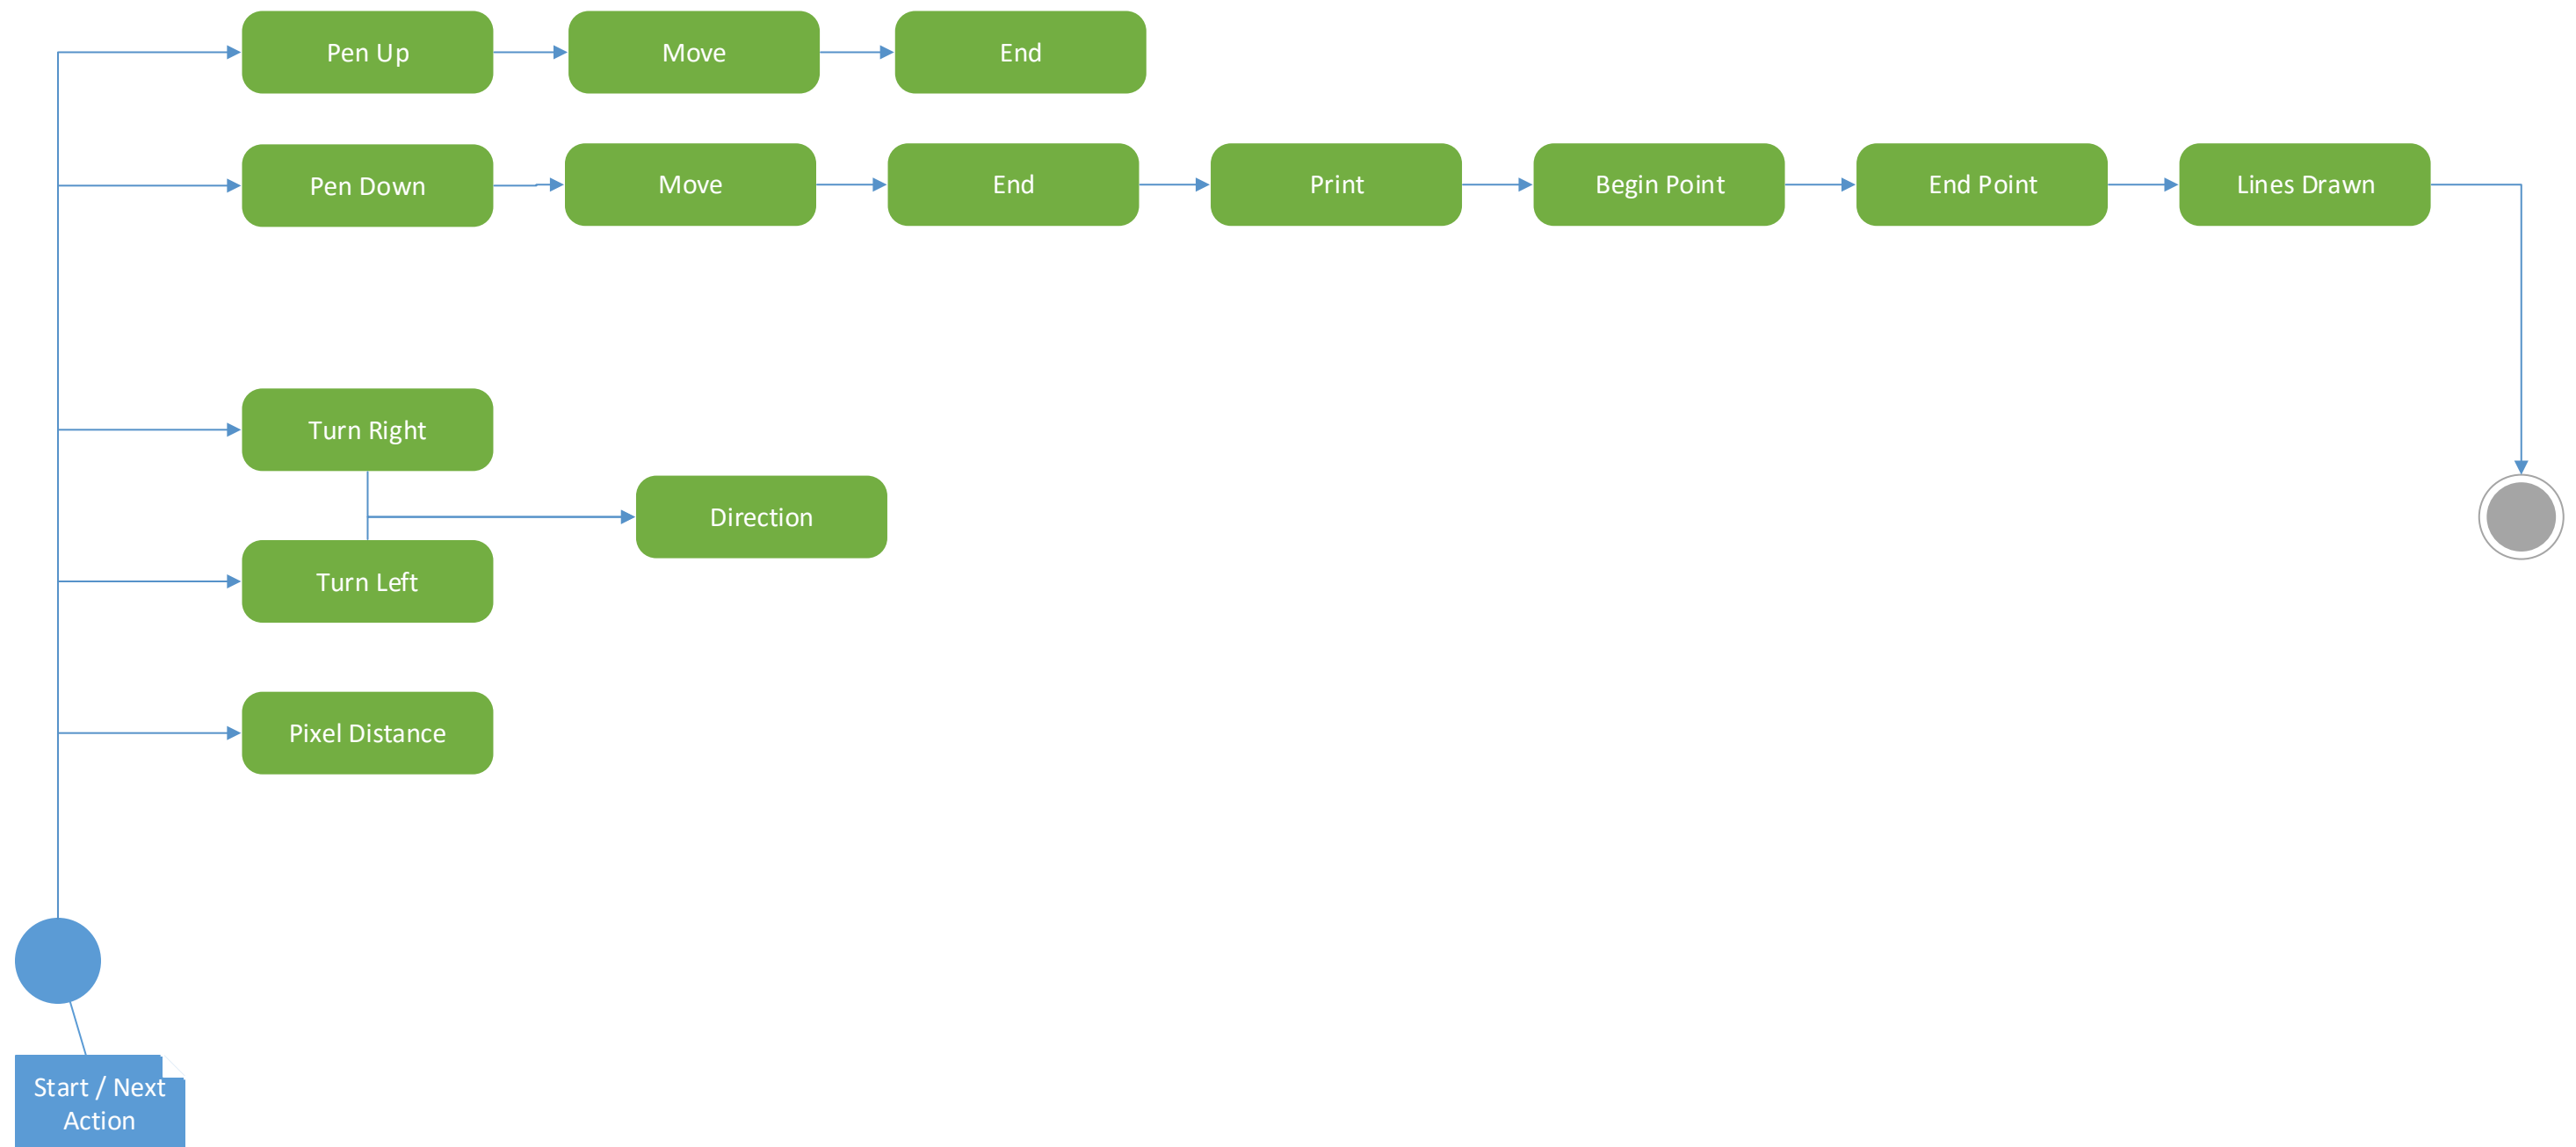 Pen Up
Move
End
Pen Down
Move
End
Print
Begin Point
End Point
Lines Drawn
Turn Right
Direction
Turn Left
Pixel Distance
Start / Next
Action